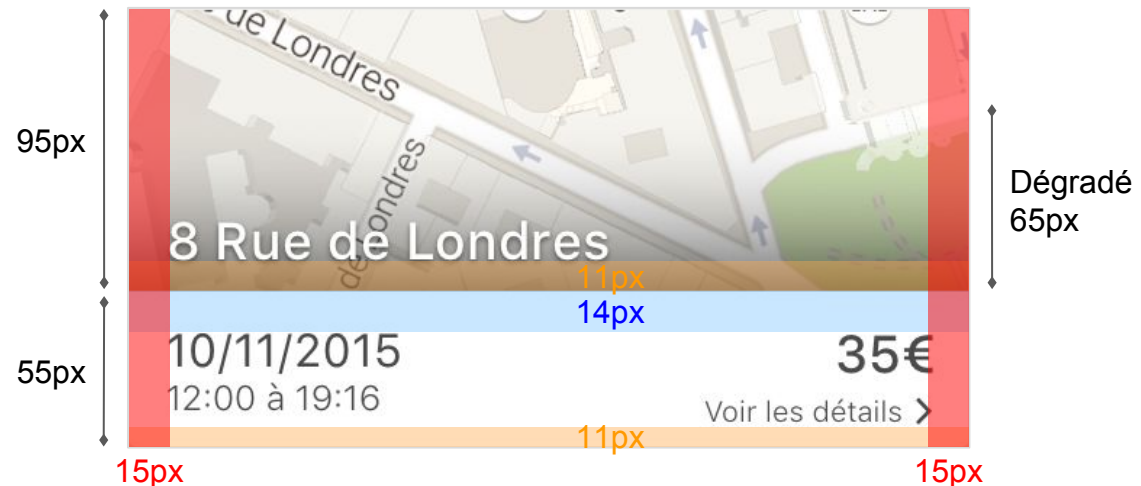 de Londres
de Londres
95px
Dégradé
65px
8 Rue de Londres
11px
14px
10/11/2015
35€
55px
12:00 à 19:16
Voir les détails
11px
15px
15px